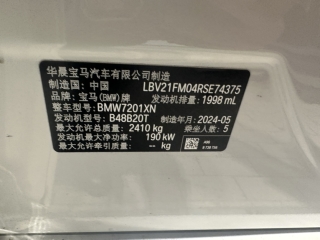 华晨宝马汽车有限公司制造
制造国：中国 LBV21FM04RSE74375
品牌：宝马(BMW)牌 发动机排量：1998 mL
整车型号：BMW7201XN
发动机型号：B48B20T 制造年月：2024-05
最大允许总质量：2410 kg 乘坐人数：5
发动机最大净功率：190 kW
最大允许牵引质量：-- kg